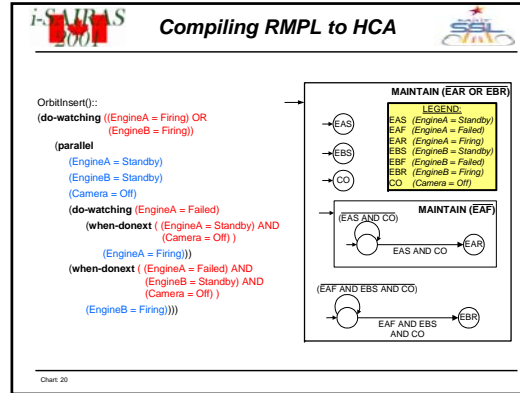 i-SAIRAS
2001
Compiling RMPL to HCA
SSL
OrbitInsert()::
(do-watching ((EngineA = Firing) OR
(EngineB = Firing))
(parallel
(EngineA = Standby)
(EngineB = Standby)
(Camera = Off)
(do-watching (EngineA = Failed)
(when-donext ( (EngineA = Standby) AND
(Camera = Off) )
(EngineA = Firing)))
(when-donext ( (EngineA = Failed) AND
(EngineB = Standby) AND
(Camera = Off) )
(EngineB = Firing))))
MAINTAIN (EAR OR EBR)
LEGEND:
EAS (EngineA = Standby)
EAF (EngineA = Failed)
EAR (EngineA = Firing)
EBS (EngineB = Standby)
EBF (EngineB = Failed)
EBR (EngineB = Firing)
CO (Camera = Off)
EAS
EBS
CO
MAINTAIN (EAF)
(EAS AND CO)
EAS AND CO
EAR
(EAF AND EBS AND CO)
EAF AND EBS
AND CO
EBR
Chart: 20